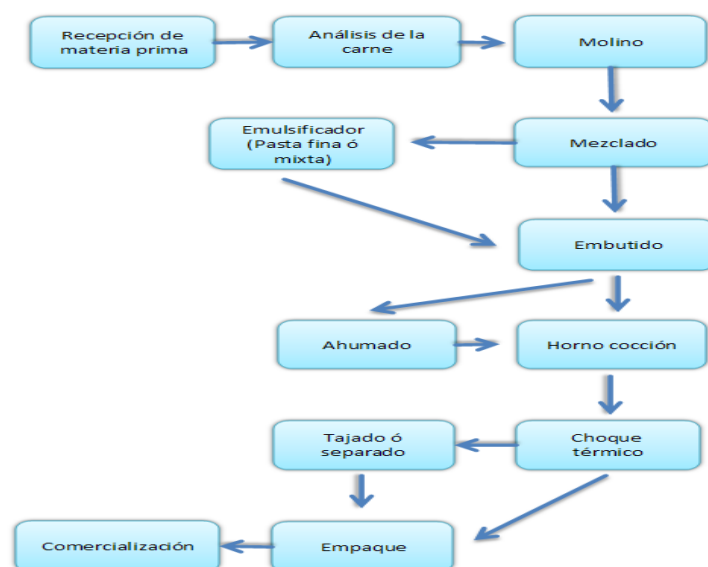 Recepción de
materia prima
Análisis de la
carne
Molino
Emulsificador
(Pasta fina ó
mixta)
Mezclado
Embutido
Ahumado
Horno cocción
Tajado ó
separado
Choque
térmico
Comercialización
Empaque